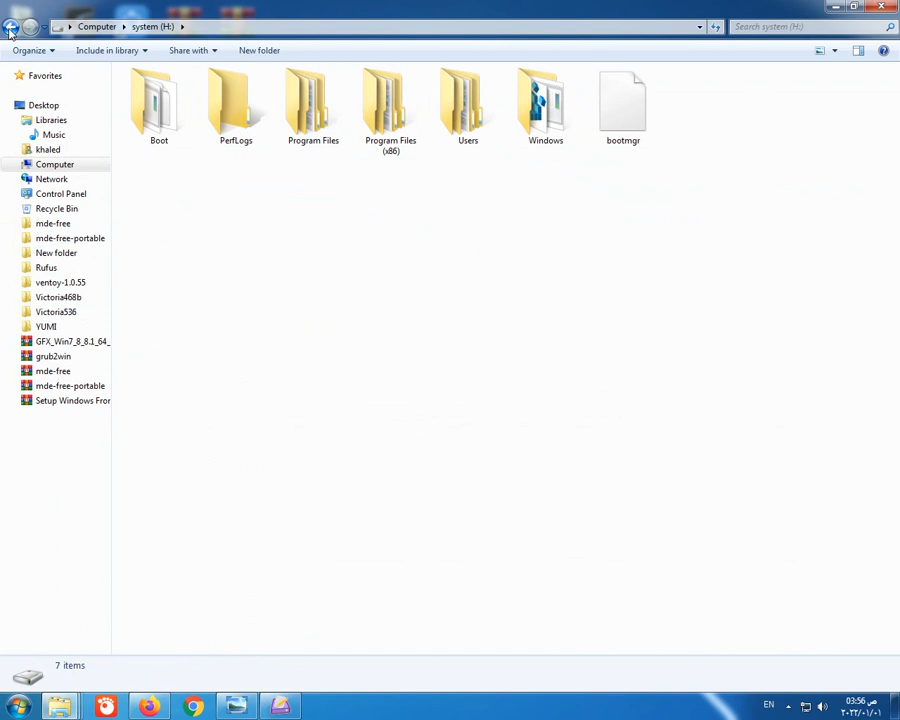 Computer
system (H:)
Search system (H:)
Organize
Include in library
Share with
New folder
Favorites
Desktop
Libraries
Music
khaled
Computer
Network
Control Panel
Recycle Bin
mde-free
mde-free-portable
New folder
Rufus
ventoy-1.0.55
Victoria468b
Victoria536
YUMI
GFX_Win7_8_8.1_64_
grub2win
mde-free
mde-free-portable
Setup Windows Fror
Boot
PerfLogs
Program Files
Program Files
(x86)
Users
Windows
bootmgr
7 items
EN
03:56 ص
٢٠٢٢/٠١/٠١